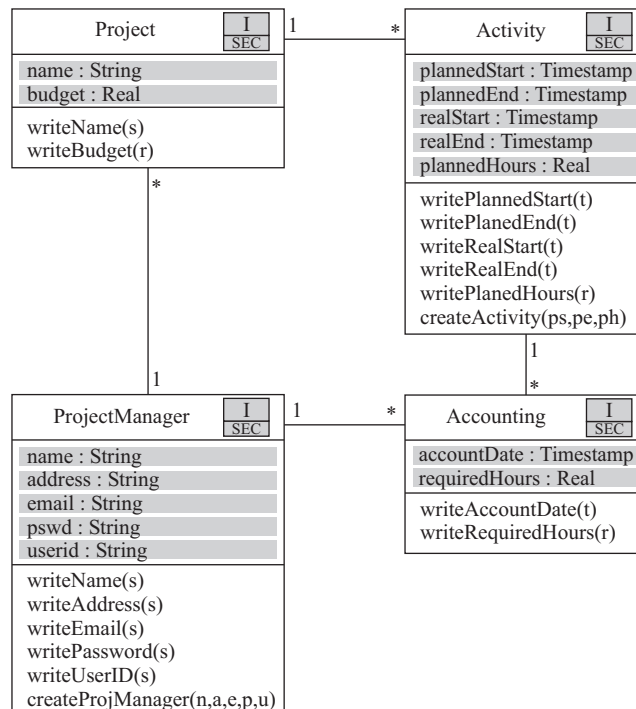 Project
I
SEC
name : String
budget : Real
writeName(s)
writeBudget(r)
1
*
Activity
I
SEC
plannedStart : Timestamp
plannedEnd : Timestamp
realStart : Timestamp
realEnd : Timestamp
plannedHours : Real
writePlannedStart(t)
writePlanedEnd(t)
writeRealStart(t)
writeRealEnd(t)
writePlanedHours(r)
createActivity(ps,pe,ph)
*
1
1
*
ProjectManager
I
SEC
name : String
address : String
email : String
pswd : String
userid : String
writeName(s)
writeAddress(s)
writeEmail(s)
writePassword(s)
writeUserID(s)
createProjManager(n,a,e,p,u)
1
*
Accounting
I
SEC
accountDate : Timestamp
requiredHours : Real
writeAccountDate(t)
writeRequiredHours(r)